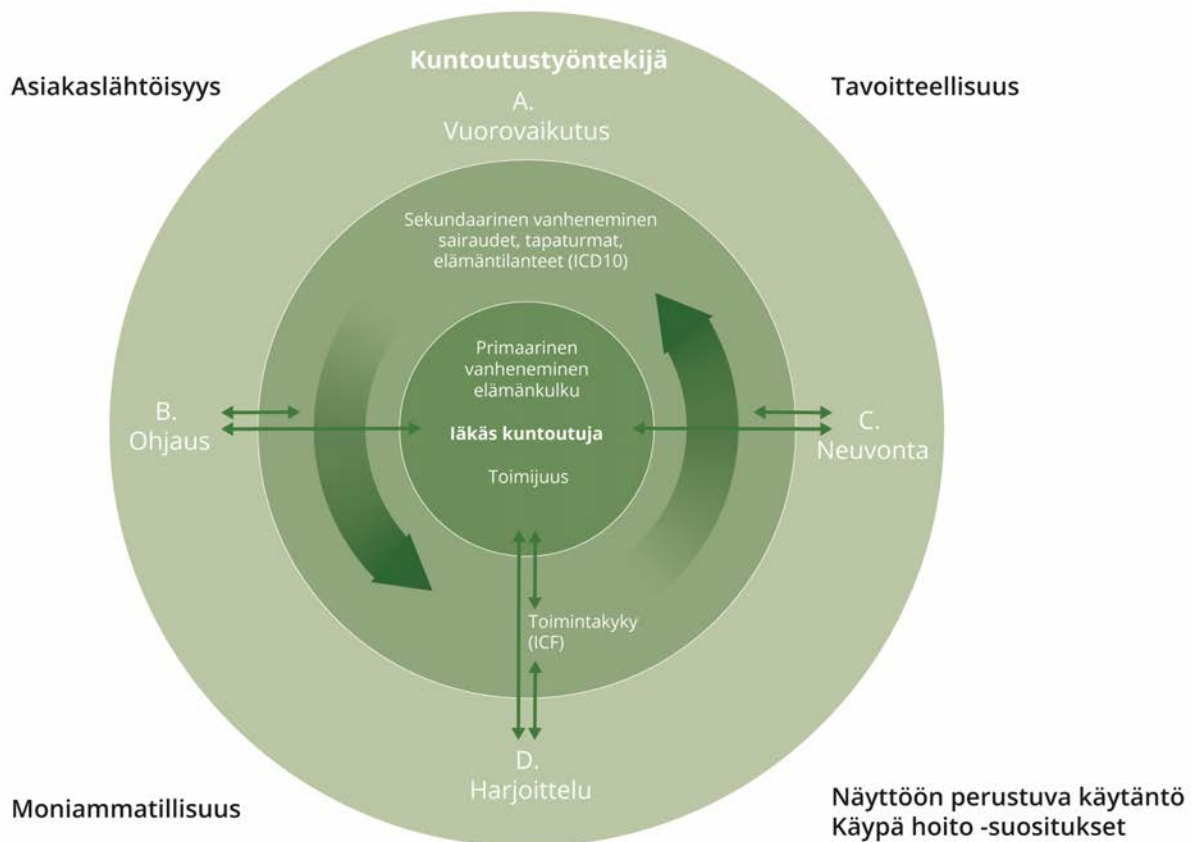 Kuntoutustyöntekijä
Asiakaslähtöisyys
Tavoitteellisuus
A.
Vuorovaikutus
Sekundaarinen vanheneminen
sairaudet, tapaturmat,
elämäntilanteet (ICD10)
Primaarinen
vanheneminen
elämänkulku
B.
Ohjaus
Iäkäs kuntoutuja
C.
Neuvonta
Toimijuus
Toimintakyky
(ICF)
D.
Harjoittelu
Moniammatillisuus
Näyttöön perustuva käytäntö
Käypä hoito -suositukset